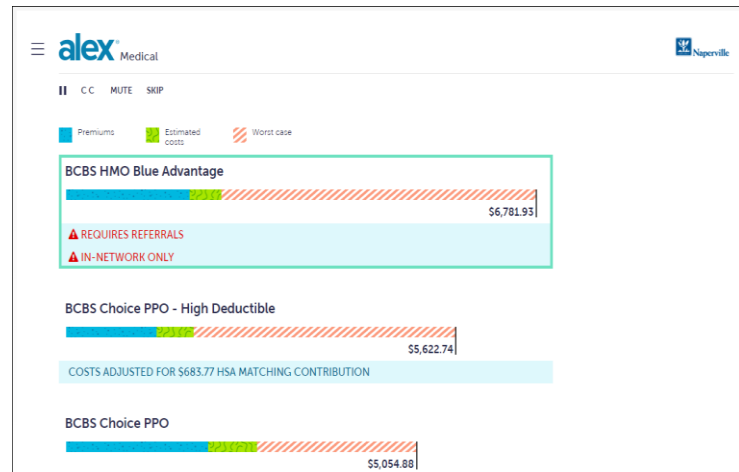 alex Medical
Naperville
CC MUTE SKIP
Premiums
Estimated costs
Worst case
BCBS HMO Blue Advantage
$6,781.93
REQUIRES REFERRALS
IN-NETWORK ONLY
BCBS Choice PPO - High Deductible
$5,622.74
COSTS ADJUSTED FOR $683.77 HSA MATCHING CONTRIBUTION
BCBS Choice PPO
$5,054.88